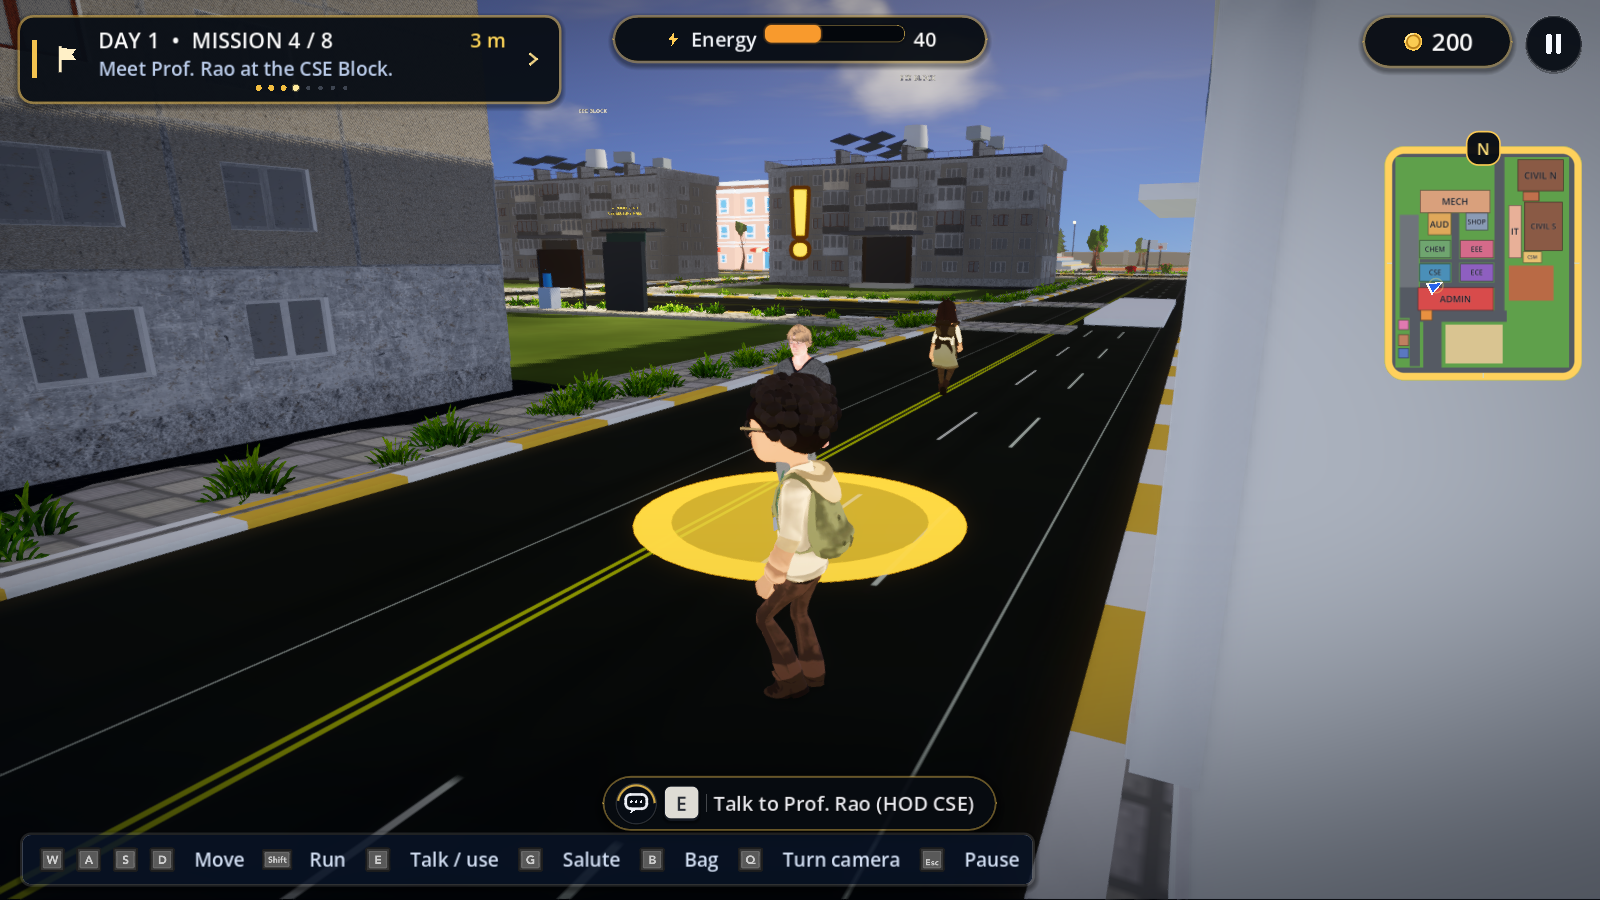 DAY 1 • MISSION 4 / 8
3 m
Meet Prof. Rao at the CSE Block.
Energy
40
200
N
CIVIL N
MECH
AUD
SHOP
IT
CIVIL S
CHEM
EEE
COW
CSE
ECE
ADMIN
E
Talk to Prof. Rao (HOD CSE)
W A S D Move Shift Run E Talk / use G Salute B Bag Q Turn camera Esc Pause